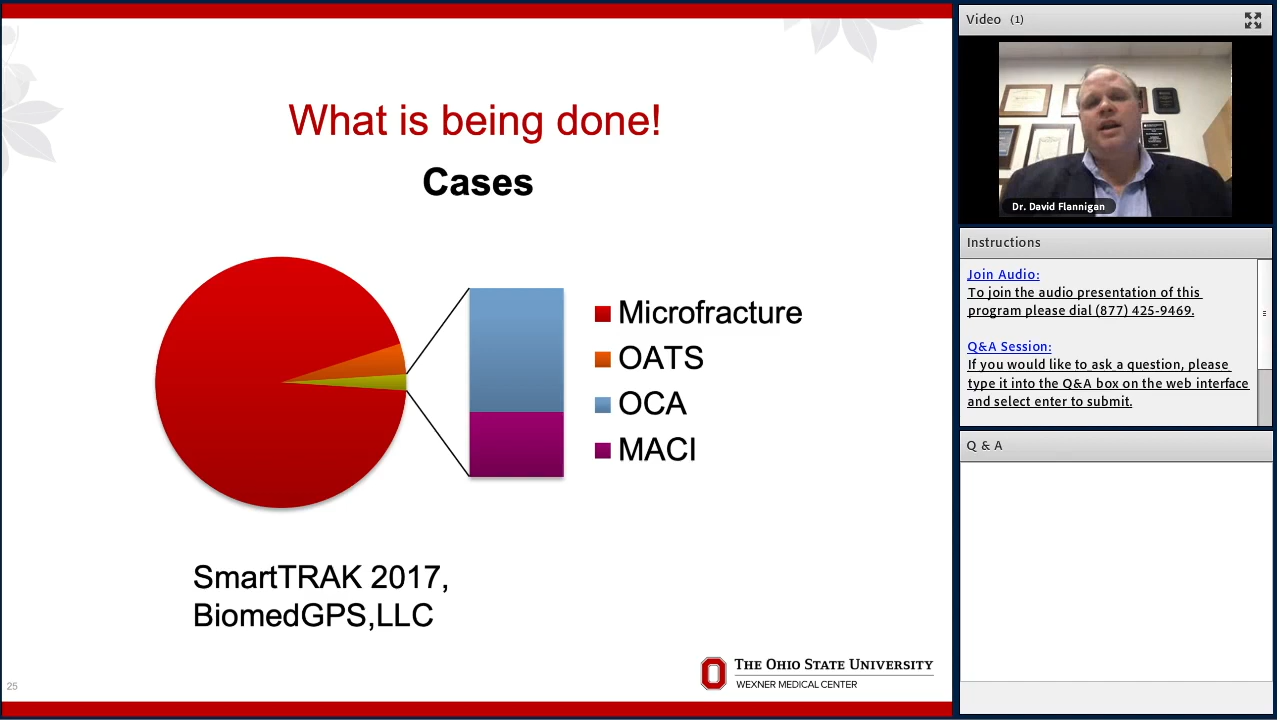 What is being done!
Cases
Microfracture
OATS
OCA
MACI
SmartTRAK 2017,
BiomedGPS,LLC
25
THE OHIO STATE UNIVERSITY
WEXNER MEDICAL CENTER
Video (1)
Dr. David Flannigan
Instructions
Join Audio:
To join the audio presentation of this
program please dial (877) 425-9469.
Q&A Session:
If you would like to ask a question, please
type it into the Q&A box on the web interface
and select enter to submit.
Q & A